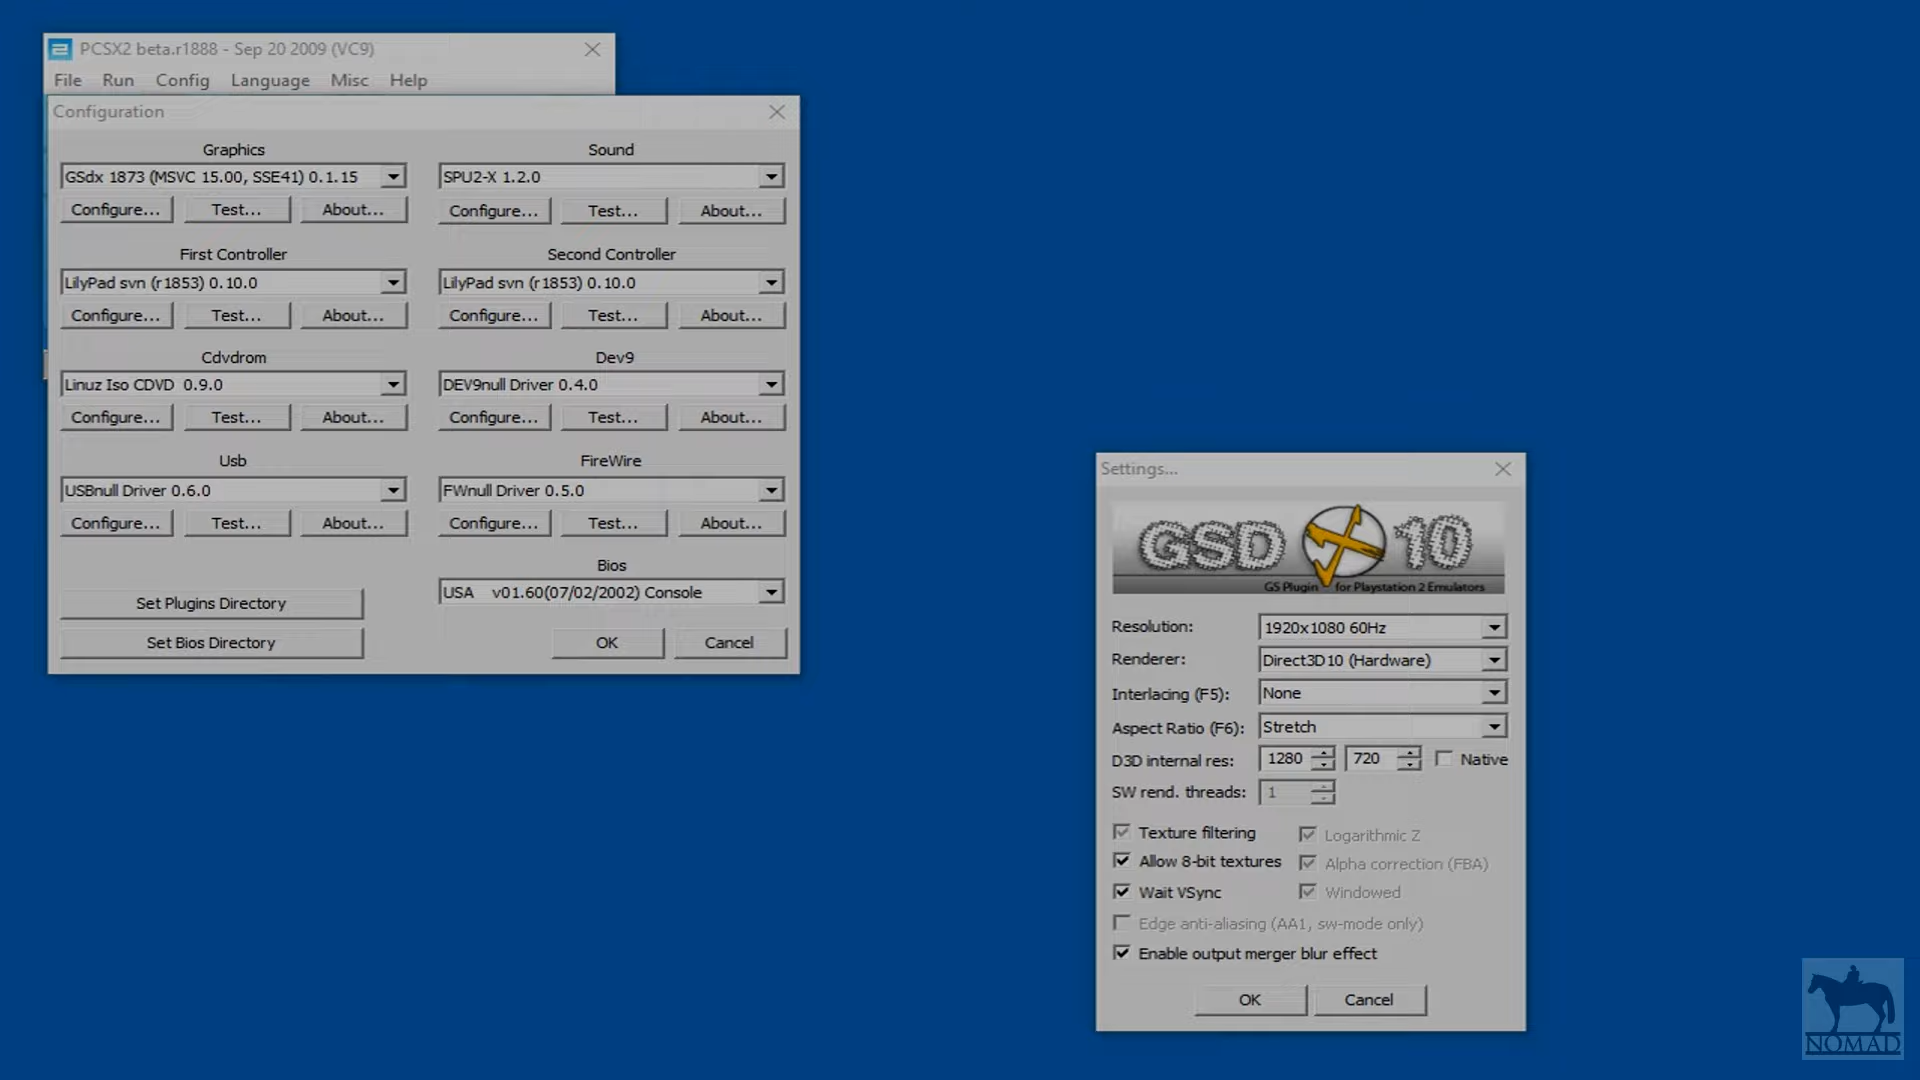 PCSX2 beta.r1888 - Sep 20 2009 (VC9)
File Run Config Language Misc Help
Configuration
Graphics
GSdx 1873 (MSVC 15.00, SSE41) 0.1.15
Configure... Test... About...
Sound
SPU2-X 1.2.0
Configure... Test... About...
First Controller
LilyPad svn (r1853) 0.10.0
Configure... Test... About...
Second Controller
LilyPad svn (r1853) 0.10.0
Configure... Test... About...
Cdvdrom
Linuz Iso CDVD 0.9.0
Configure... Test... About...
Dev9
DEV9null Driver 0.4.0
Configure... Test... About...
Usb
USBnull Driver 0.6.0
Configure... Test... About...
FireWire
FWnull Driver 0.5.0
Configure... Test... About...
Bios
USA v01.60(07/02/2002) Console
Set Plugins Directory
Set Bios Directory
OK Cancel
Settings...
GSDX10
GS Plugin for Playstation 2 Emulators
Resolution: 1920x1080 60Hz
Renderer: Direct3D10 (Hardware)
Interlacing (F5): None
Aspect Ratio (F6): Stretch
D3D internal res: 1280 720 Native
SW rend. threads: 1
Texture filtering Logarithmic Z
Allow 8-bit textures Alpha correction (FBA)
Wait VSync Windowed
Edge anti-aliasing (AA1, sw-mode only)
Enable output merger blur effect
OK Cancel
NOMAD